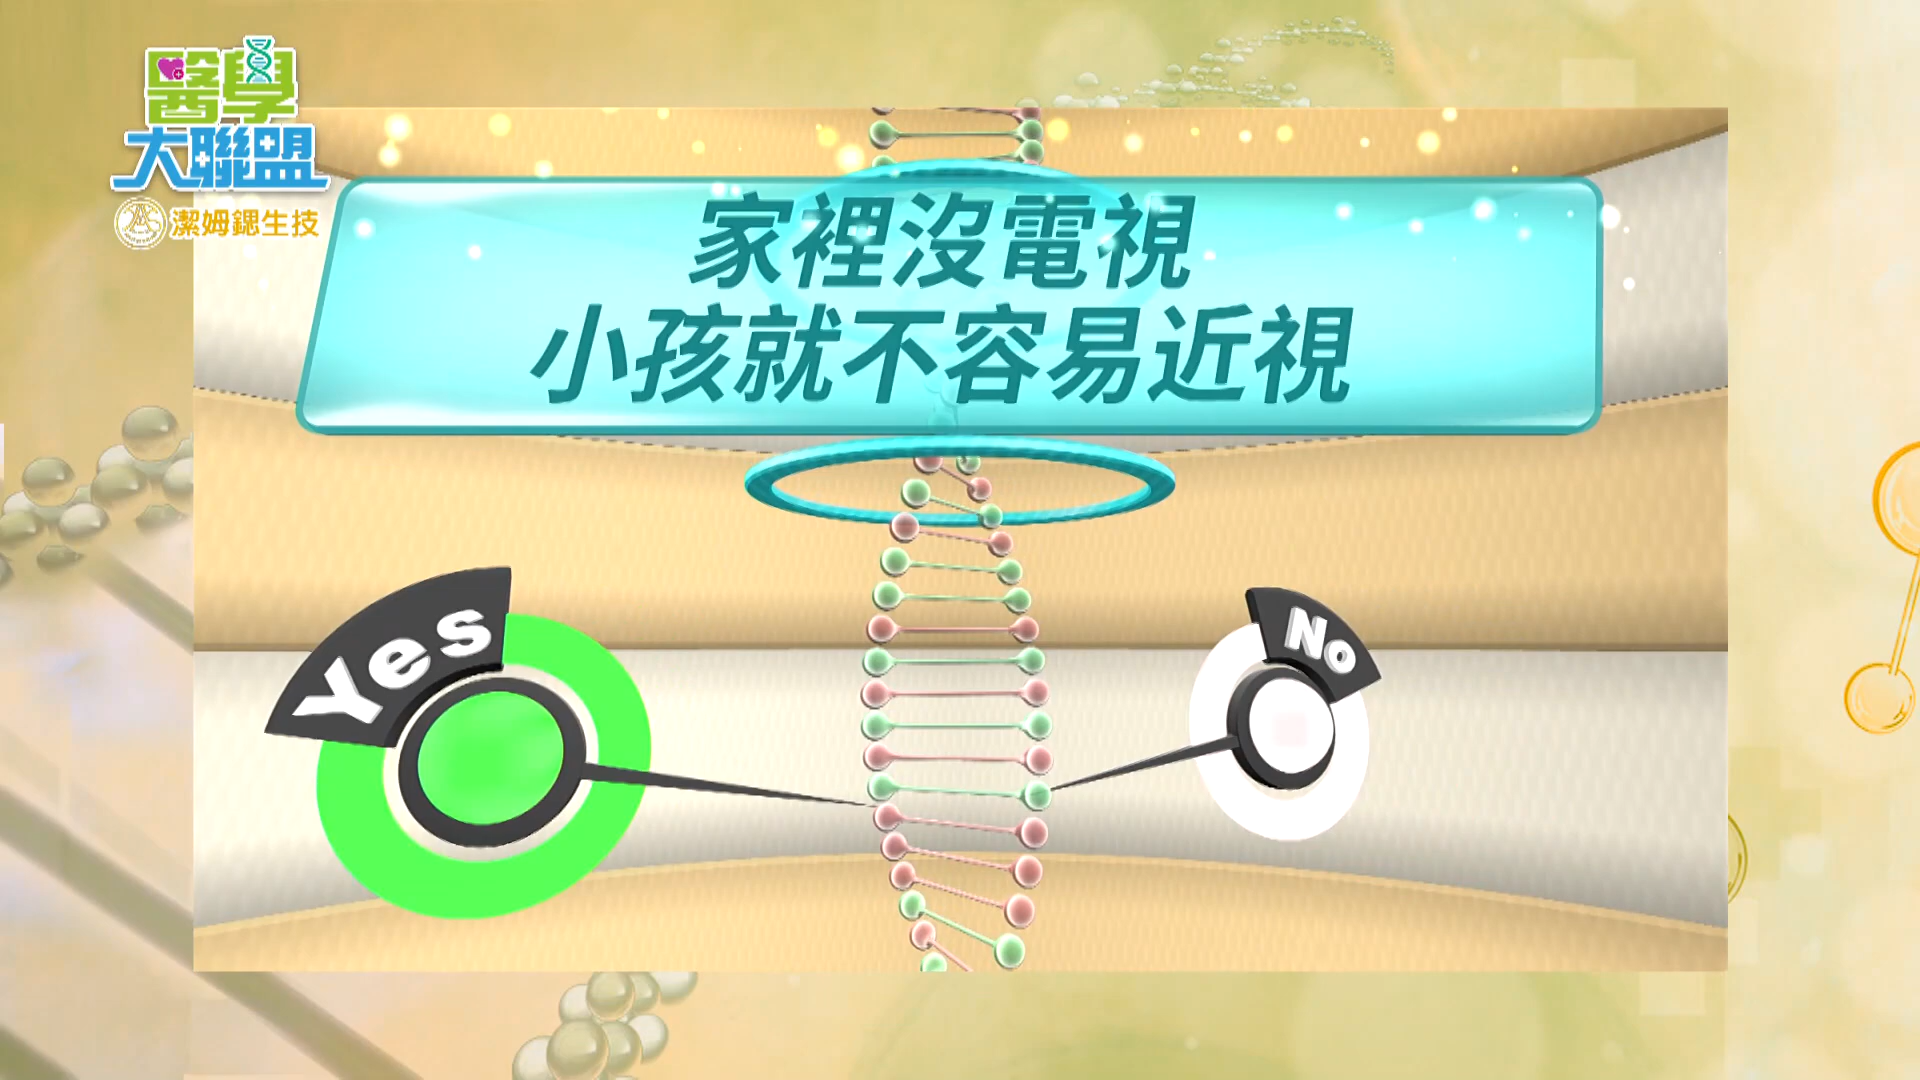 醫學
大聯盟
潔姆鍶生技
家裡沒電視
小孩就不容易近視
Yes
No